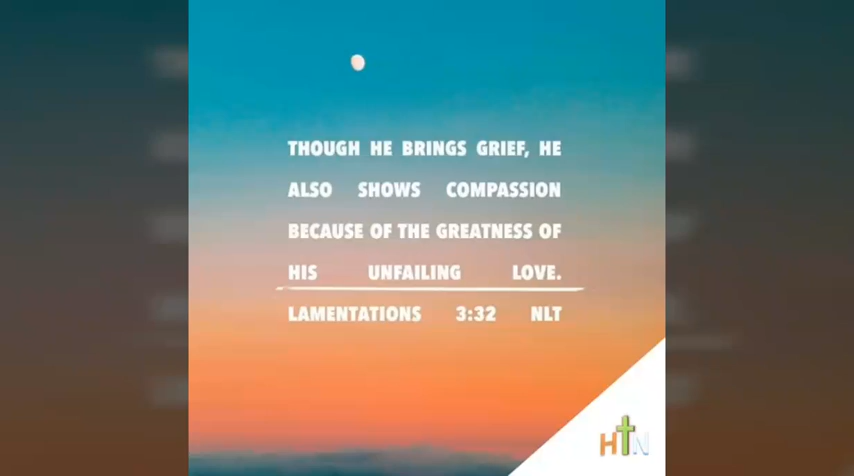 THOUGH HE BRINGS GRIEF, HE
ALSO SHOWS COMPASSION
BECAUSE OF THE GREATNESS OF
HIS UNFAILING LOVE.
LAMENTATIONS 3:32 NLT
HTN